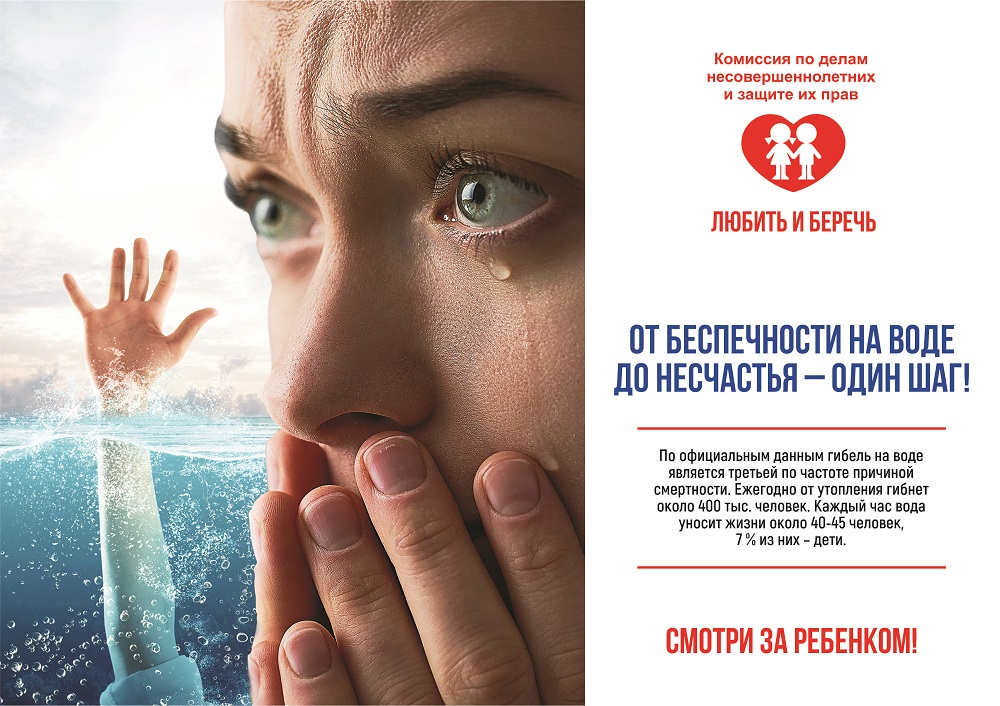 Комиссия по делам
несовершеннолетних
и защите их прав
ЛЮБИТЬ И БЕРЕЧЬ
ОТ БЕСПЕЧНОСТИ НА ВОДЕ
ДО НЕСЧАСТЬЯ – ОДИН ШАГ!
По официальным данным гибель на воде
является третьей по частоте причиной
смертности. Ежегодно от утопления гибнет
около 400 тыс. человек. Каждый час вода
уносит жизни около 40-45 человек,
7 % из них – дети.
СМОТРИ ЗА РЕБЕНКОМ!